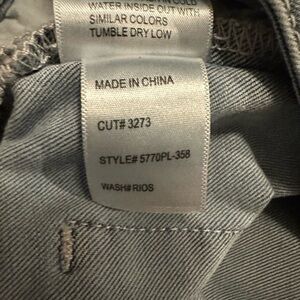 WATER INSIDE OUT WITH
SIMILAR COLORS
TUMBLE DRY LOW
MADE IN CHINA
CUT# 3273
STYLE# 5770PL-358
WASH# RIOS